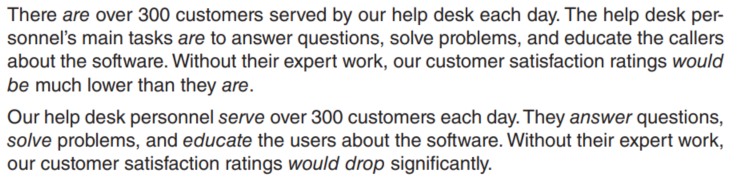 There are over 300 customers served by our help desk each day. The help desk per-
sonnel's main tasks are to answer questions, solve problems, and educate the callers
about the software. Without their expert work, our customer satisfaction ratings would
be much lower than they are.
Our help desk personnel serve over 300 customers each day. They answer questions,
solve problems, and educate the users about the software. Without their expert work,
our customer satisfaction ratings would drop significantly.